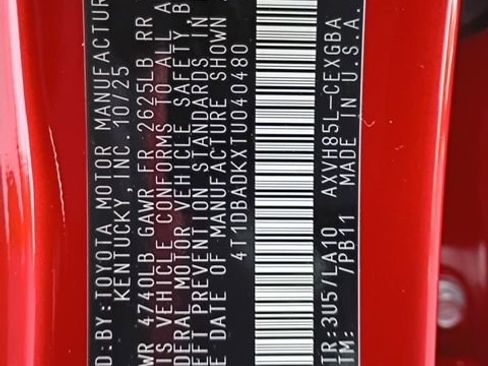 D. BY: TOYOTA MOTOR MANUFACTUR
KENTUCKY, INC. 10/25
WR 4740LB GAWR FR 2625LB RR
IS VEHICLE CONFORMS TO ALL A
DERAL MOTOR VEHICLE SAFETY, B
EFT PREVENTION STANDARDS IN
E DATE OF MANUFACTURE SHOWN
4T1DBADKXTU040480
TR: 3U5/LA10 AXVH85L-CEXGBA
TM: /PB11 MADE IN U.S.A.